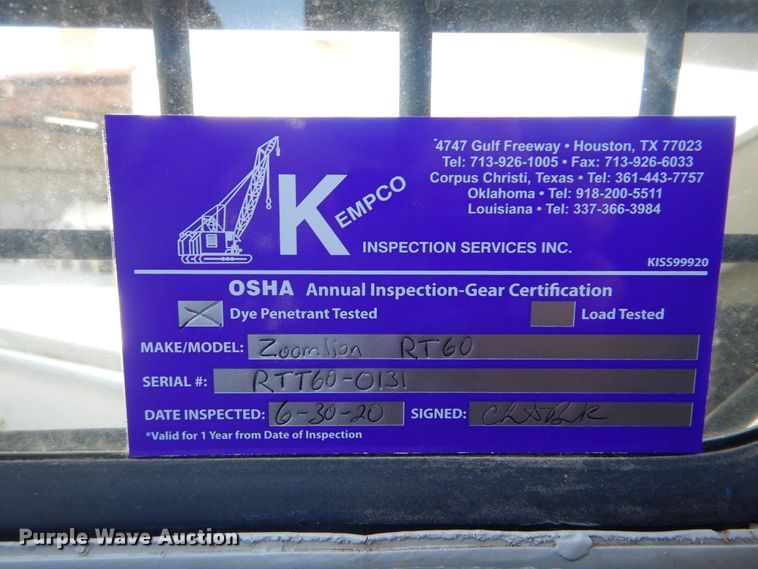 4747 Gulf Freeway • Houston, TX 77023
Tel: 713-926-1005 • Fax: 713-926-6033
Corpus Christi, Texas • Tel: 361-443-7757
Oklahoma • Tel: 918-200-5511
Louisiana • Tel: 337-366-3984
KEMPCO
INSPECTION SERVICES INC.
KISS99920
OSHA Annual Inspection-Gear Certification
Dye Penetrant Tested Load Tested
MAKE/MODEL: Zoomlion RT60
SERIAL #: RTT60-0131
DATE INSPECTED: 6-30-20 SIGNED:
*Valid for 1 Year from Date of Inspection
Purple Wave Auction
Purple Wave Auction